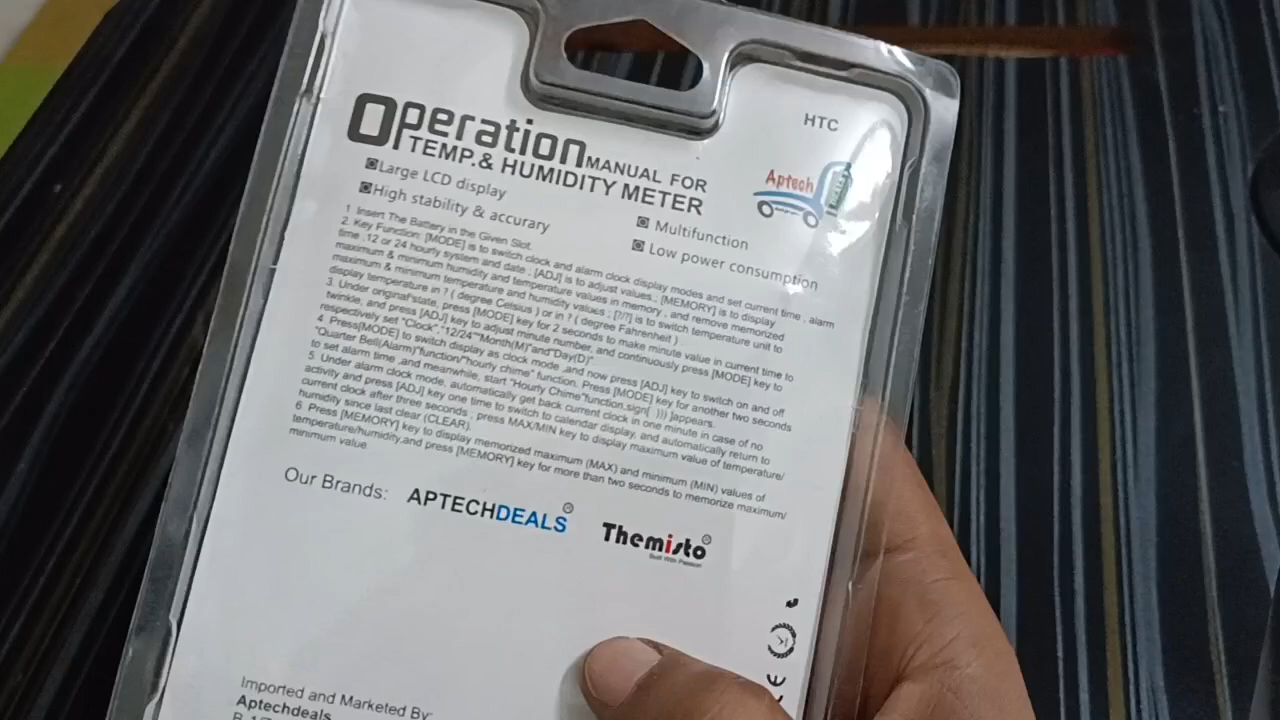 HTC
Operation MANUAL FOR
TEMP.& HUMIDITY METER
Aptech
Large LCD display
High stability & accurary
Multifunction
Low power consumption
1. Insert The Battery in the Given Slot.
2. Key Function: [MODE] is to switch clock and alarm clock display modes and set current time , alarm
time .12 or 24 hourly system and date ; [ADJ] is to adjust values ; [MEMORY] is to display
maximum & minimum humidity and temperature values in memory , and remove memorized
maximum & minimum temperature and humidity values ; [?/?] is to switch temperature unit to
display temperature in ? ( degree Celsius ) or in ? ( degree Fahrenheit ) .
3. Under original state, press [MODE] key for 2 seconds to make minute value in current time to
twinkle, and press [ADJ] key to adjust minute number, and continuously press [MODE] key to
respectively set "Clock","12/24""Month(M)"and"Day(D)".
4. Press[MODE] to switch display as clock mode ,and now press [ADJ] key to switch on and off
"Quarter Bell(Alarm)"function/"hourly chime" function. Press [MODE] key for another two seconds
to set alarm time ,and meanwhile, start "Hourly Chime"function,sign[ ))) ]appears.
5. Under alarm clock mode, automatically get back current clock in one minute in case of no
activity and press [ADJ] key one time to switch to calendar display, and automatically return to
current clock after three seconds ; press MAX/MIN key to display maximum value of temperature/
humidity since last clear (CLEAR).
6. Press [MEMORY] key to display memorized maximum (MAX) and minimum (MIN) values of
temperature/humidity,and press [MEMORY] key for more than two seconds to memorize maximum/
minimum value
Our Brands: APTECHDEALS ® Themisto ®
Built With Passion
Imported and Marketed By:
Aptechdeals